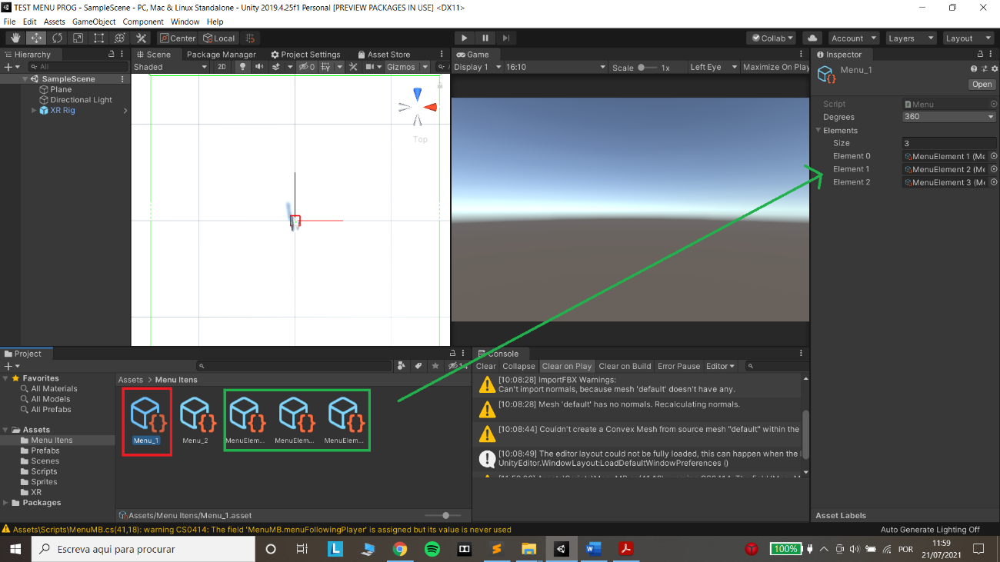 TEST MENU PROG - SampleScene - PC, Mac & Linux Standalone - Unity 2019.4.25f1 Personal [PREVIEW PACKAGES IN USE] <DX11>
File Edit Assets GameObject Component Window Help
Center Local Collab Account Layers Layout
Hierarchy
All
SampleScene
Plane
Directional Light
XR Rig
Scene Package Manager Project Settings Asset Store
Shaded 2D 0 Gizmos
Top
Game
Display 1 16:10 Scale 1x Left Eye Maximize On Play
Inspector
Menu_1
Open
Script Menu
Degrees 360
Elements
Size 3
Element 0 MenuElement 1 (Me
Element 1 MenuElement 2 (Me
Element 2 MenuElement 3 (Me
Asset Labels
Project
Favorites
All Materials
All Models
All Prefabs
Assets
Menu Itens
Prefabs
Scenes
Scripts
Sprites
XR
Packages
Assets > Menu Itens
Menu_1 Menu_2 MenuElem... MenuElem... MenuElem...
Assets/Menu Itens/Menu_1.asset
Console
Clear Collapse Clear on Play Clear on Build Error Pause Editor
[10:08:28] ImportFBX Warnings:
Can't import normals, because mesh 'default' doesn't have any.
[10:08:28] Mesh 'default' has no normals. Recalculating normals.
[10:08:44] Couldn't create a Convex Mesh from source mesh "default" within the
[10:08:49] The editor layout could not be fully loaded, this can happen when the
UnityEditor.WindowLayout:LoadDefaultWindowPreferences ()
Assets\Scripts\MenuMB.cs(41,18): warning CS0414: The field 'MenuMB.menuFollowingPlayer' is assigned but its value is never used
Auto Generate Lighting Off
Escreva aqui para procurar
L
W
100%
POR
11:59
21/07/2021